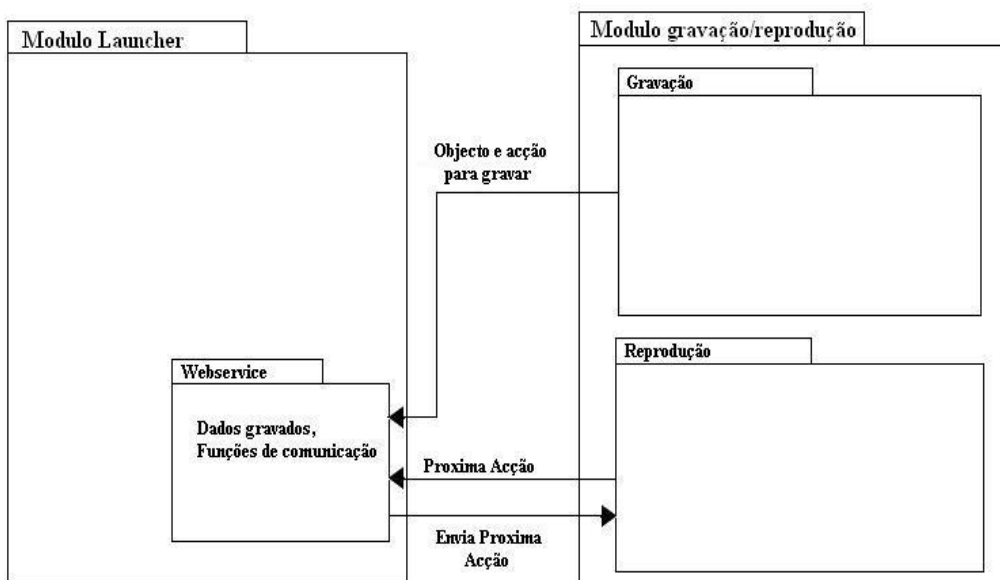 Modulo Launcher
Modulo gravação/reprodução
Gravação
Objecto e acção
para gravar
Reprodução
Webservice
Dados gravados,
Funções de comunicação
Proxima Acção
Envia Proxima
Acção